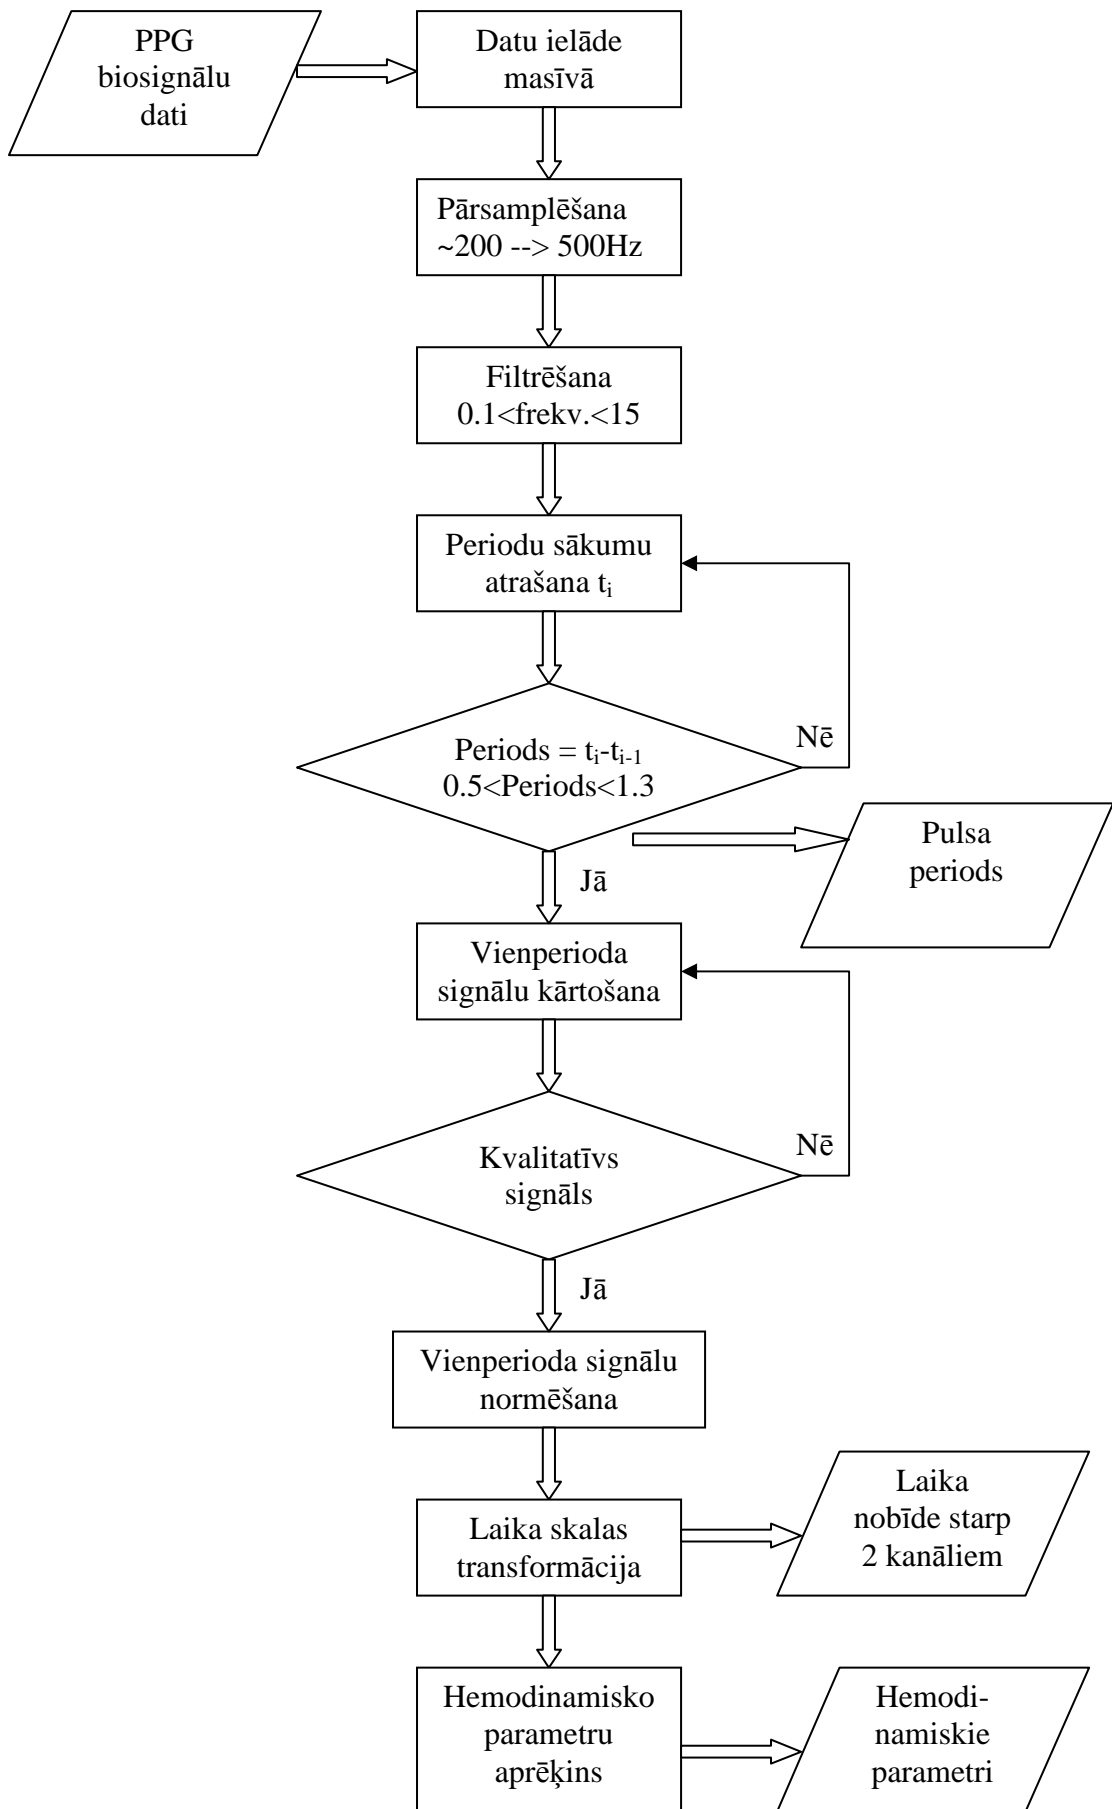 PPG
biosignālu
dati
Datu ielāde
masīvā
Pārsamplēšana
~200 --> 500Hz
Filtrēšana
0.1<frekv.<15
Periodu sākumu
atrašana tᵢ
Periods = tᵢ-tᵢ₋₁
0.5<Periods<1.3
Nē
Pulsa
periods
Jā
Vienperioda
signālu kārtošana
Kvalitatīvs
signāls
Nē
Jā
Vienperioda signālu
normēšana
Laika skalas
transformācija
Laika
nobīde starp
2 kanāliem
Hemodinamisko
parametru
aprēķins
Hemodi-
namiskie
parametri